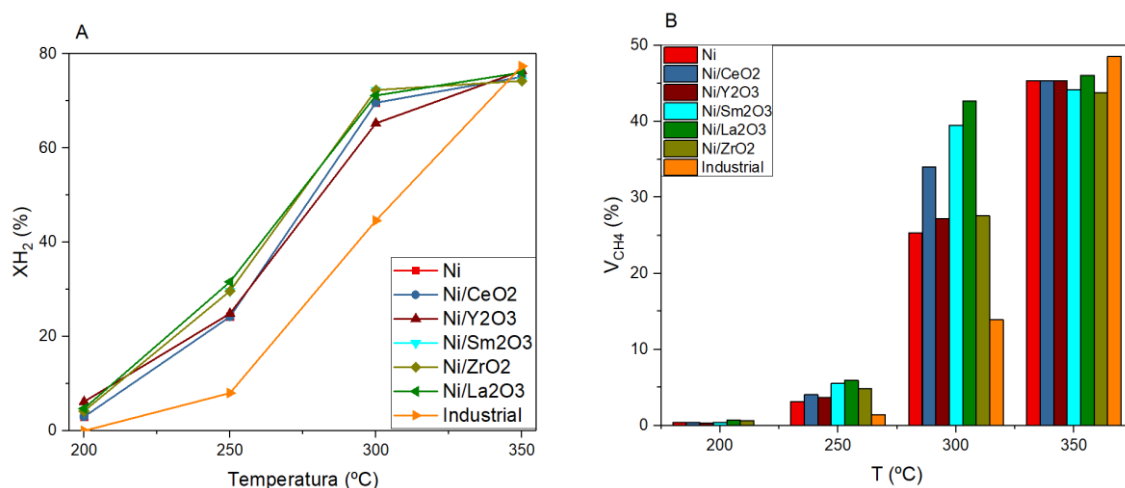 A
XH₂ (%)
80
60
40
20
0
200 250 300 350
Temperatura (ºC)
Ni
Ni/CeO2
Ni/Y2O3
Ni/Sm2O3
Ni/ZrO2
Ni/La2O3
Industrial
B
V_CH4 (%)
50
40
30
20
10
0
200 250 300 350
T (ºC)
Ni
Ni/CeO2
Ni/Y2O3
Ni/Sm2O3
Ni/La2O3
Ni/ZrO2
Industrial